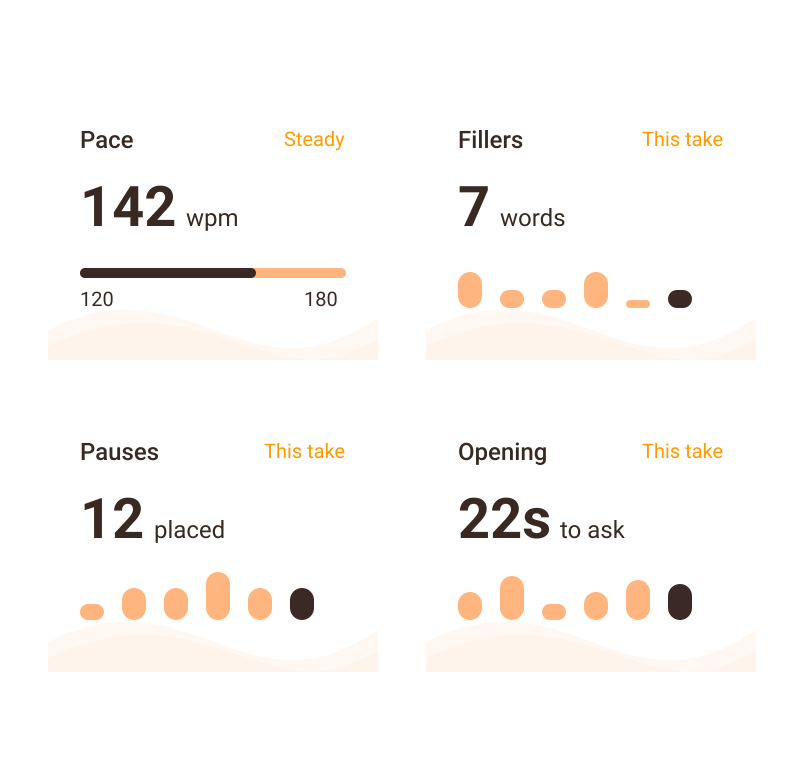 Pace Steady
142 wpm
120 180
Fillers This take
7 words
Pauses This take
12 placed
Opening This take
22s to ask